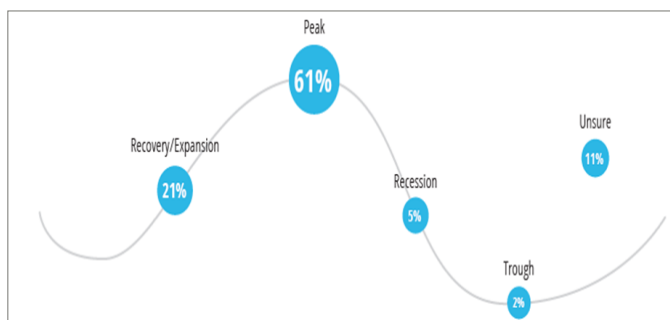 Peak
61%
Recovery/Expansion
21%
Recession
5%
Trough
2%
Unsure
11%